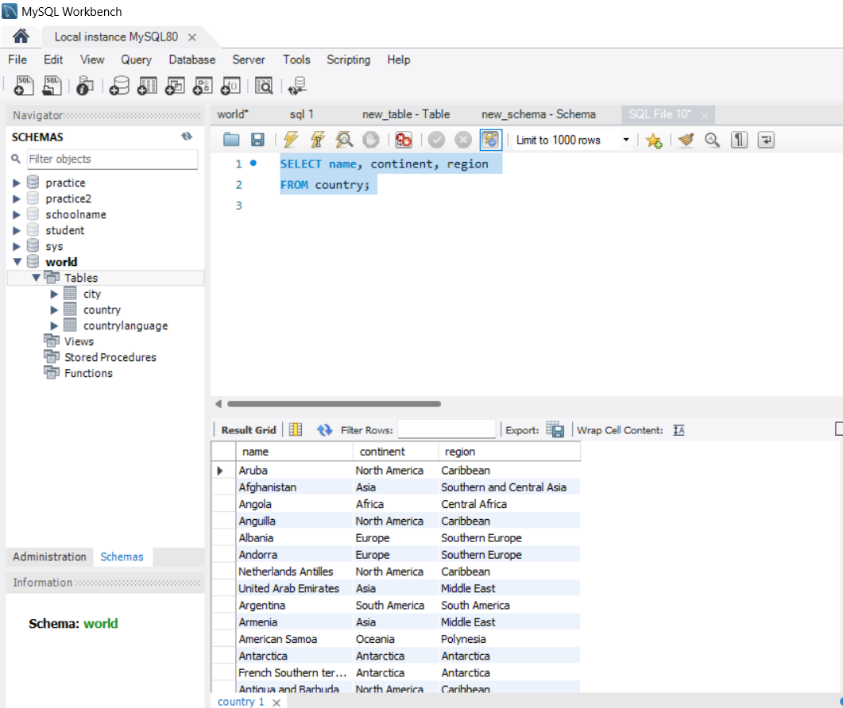 MySQL Workbench
Local instance MySQL80
File Edit View Query Database Server Tools Scripting Help
Navigator
SCHEMAS
Filter objects
practice
practice2
schoolname
student
sys
world
Tables
city
country
countrylanguage
Views
Stored Procedures
Functions
Administration Schemas
Information
Schema: world
world* sql 1 new_table - Table new_schema - Schema SQL File 10*
Limit to 1000 rows
1 SELECT name, continent, region
2 FROM country;
3
Result Grid Filter Rows: Export: Wrap Cell Content:
name continent region
Aruba North America Caribbean
Afghanistan Asia Southern and Central Asia
Angola Africa Central Africa
Anguilla North America Caribbean
Albania Europe Southern Europe
Andorra Europe Southern Europe
Netherlands Antilles North America Caribbean
United Arab Emirates Asia Middle East
Argentina South America South America
Armenia Asia Middle East
American Samoa Oceania Polynesia
Antarctica Antarctica Antarctica
French Southern ter... Antarctica Antarctica
Antigua and Barbuda North America Caribbean
country 1